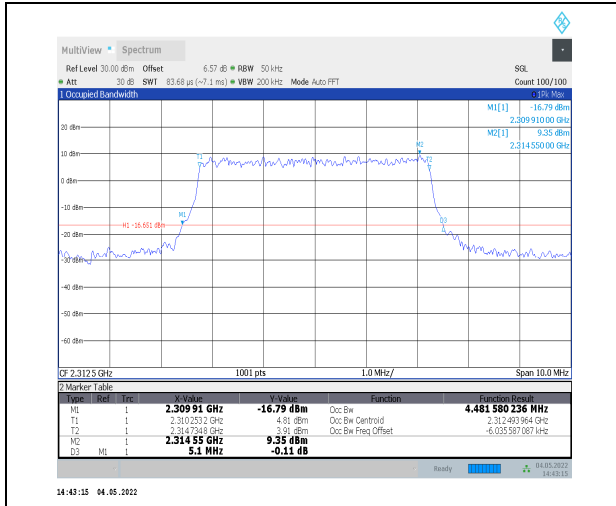 MultiView Spectrum
Ref Level 30.00 dBm Offset 6.57 dB RBW 50 kHz SGL
Att 30 dB SWT 83.68 µs (~7.1 ms) VBW 200 kHz Mode Auto FFT Count 100/100
1 Occupied Bandwidth 1Pk Max
M1[1] -16.79 dBm
2.309 910 00 GHz
M2[1] 9.35 dBm
2.314 550 00 GHz
20 dBm
M2
10 dBm
T1 T2
0 dBm
-10 dBm
M1
D3
H1 -16.651 dBm
-20 dBm
-30 dBm
-40 dBm
-50 dBm
-60 dBm
CF 2.312 5 GHz 1001 pts 1.0 MHz/ Span 10.0 MHz
2 Marker Table
Type Ref Trc X-Value Y-Value Function Function Result
M1 1 2.309 91 GHz -16.79 dBm Occ Bw 4.481 580 236 MHz
T1 1 2.310 253 2 GHz 4.81 dBm Occ Bw Centroid 2.312 493 964 GHz
T2 1 2.314 734 8 GHz 3.91 dBm Occ Bw Freq Offset -6.035 587 087 kHz
M2 1 2.314 55 GHz 9.35 dBm
D3 M1 1 5.1 MHz -0.11 dB
Ready 04.05.2022
14:43:15
14:43:15 04.05.2022